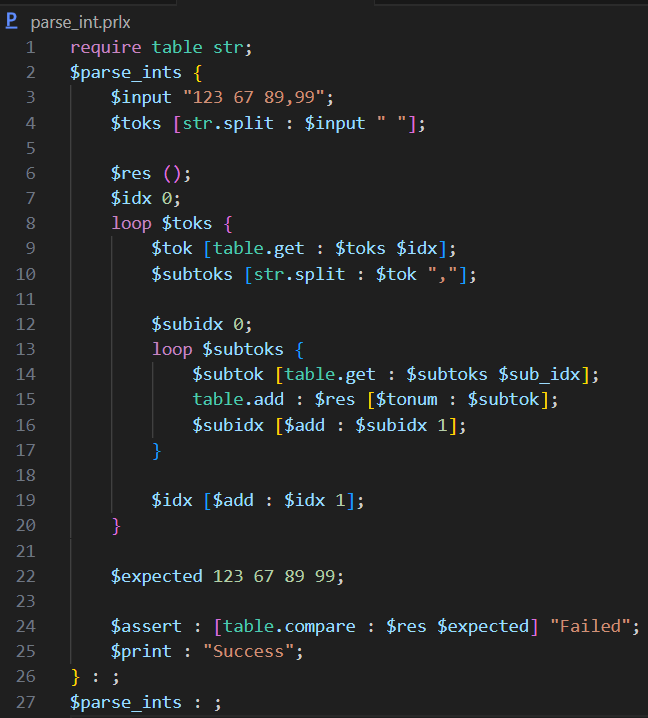 P parse_int.prlx
1 require table str;
2 $parse_ints {
3 $input "123 67 89,99";
4 $toks [str.split : $input " "];
5
6 $res ();
7 $idx 0;
8 loop $toks {
9 $tok [table.get : $toks $idx];
10 $subtoks [str.split : $tok ","];
11
12 $subidx 0;
13 loop $subtoks {
14 $subtok [table.get : $subtoks $sub_idx];
15 table.add : $res [$tonum : $subtok];
16 $subidx [$add : $subidx 1];
17 }
18
19 $idx [$add : $idx 1];
20 }
21
22 $expected 123 67 89 99;
23
24 $assert : [table.compare : $res $expected] "Failed";
25 $print : "Success";
26 } : ;
27 $parse_ints : ;